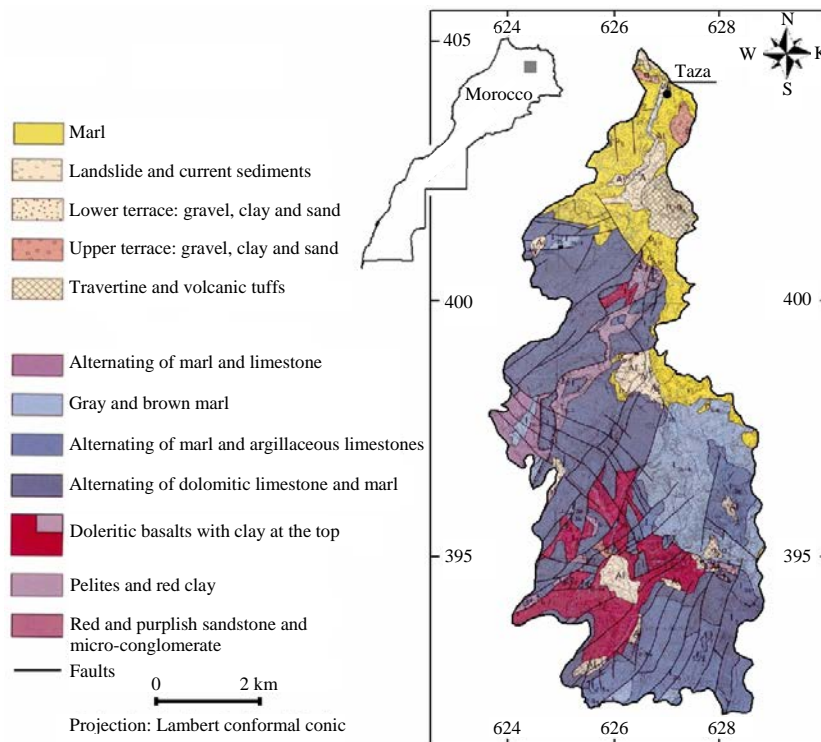 624
626
628
405
N
W
K
S
Taza
Morocco
Marl
Landslide and current sediments
Lower terrace: gravel, clay and sand
Upper terrace: gravel, clay and sand
Travertine and volcanic tuffs
400
400
Alternating of marl and limestone
Gray and brown marl
Alternating of marl and argillaceous limestones
Alternating of dolomitic limestone and marl
Doleritic basalts with clay at the top
395
395
Pelites and red clay
Red and purplish sandstone and
micro-conglomerate
Faults
0
2 km
Projection: Lambert conformal conic
624
626
628